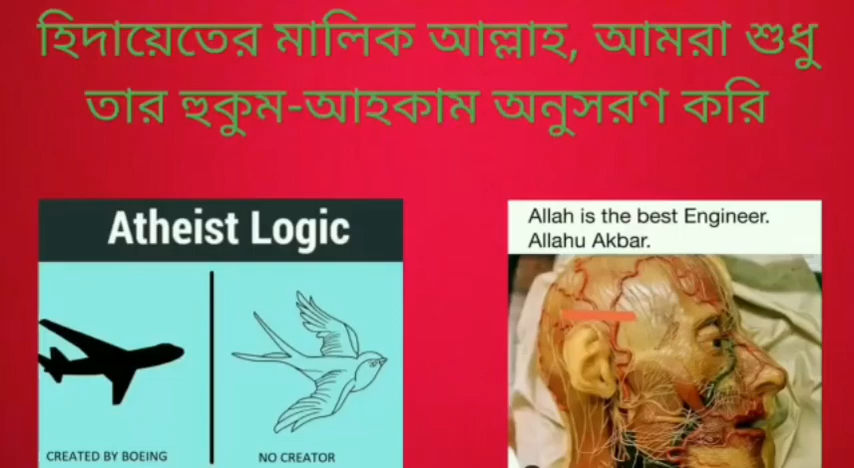 হিদায়েতের মালিক আল্লাহ, আমরা শুধু
তার হুকুম-আহকাম অনুসরণ করি
Atheist Logic
CREATED BY BOEING
NO CREATOR
Allah is the best Engineer.
Allahu Akbar.